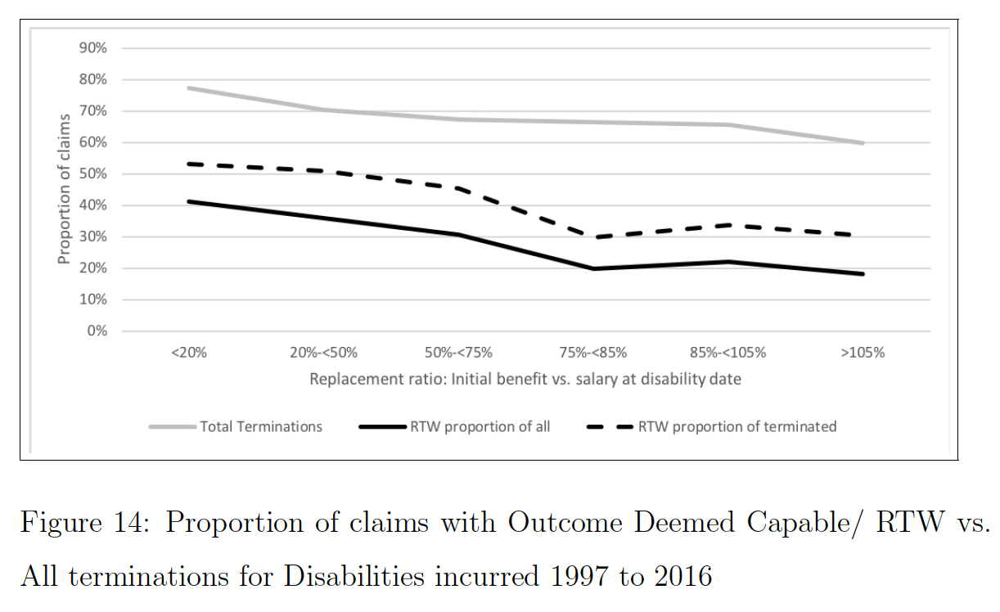 90%
80%
70%
60%
50%
40%
30%
20%
10%
0%
Proportion of claims
<20% 20%-<50% 50%-<75% 75%-<85% 85%-<105% >105%
Replacement ratio: Initial benefit vs. salary at disability date
Total Terminations RTW proportion of all RTW proportion of terminated
Figure 14: Proportion of claims with Outcome Deemed Capable/ RTW vs.
All terminations for Disabilities incurred 1997 to 2016